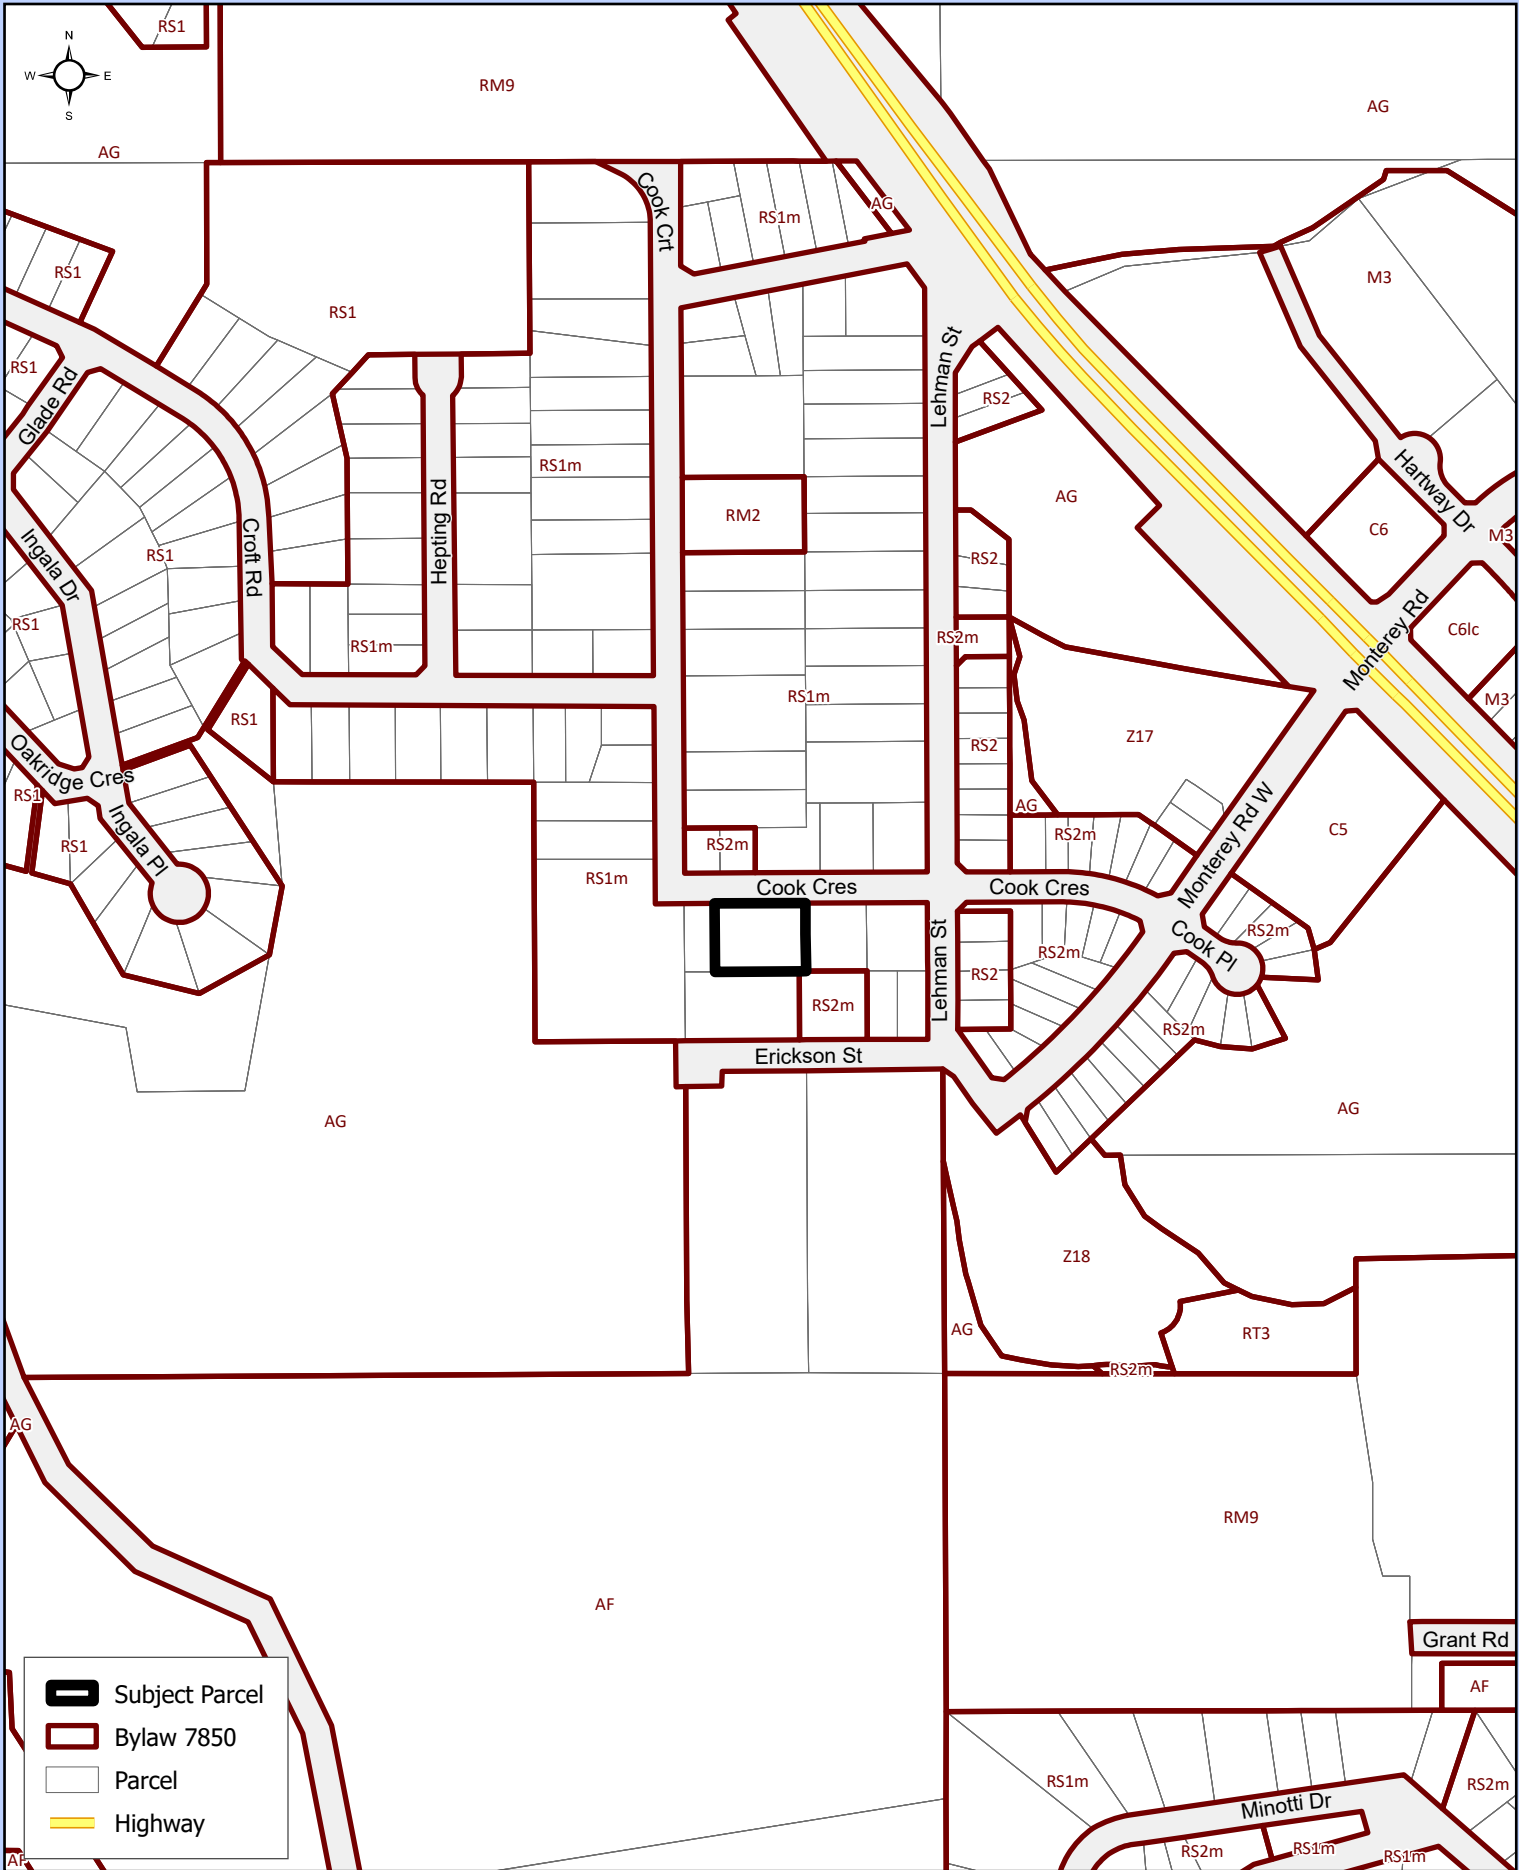 RS1
N
W E
S
RM9
AG
AG
Cook Crt
AG
RS1m
RS1
M3
RS1
RS1
Lehman St
Glade Rd
RS2
Hartway Dr
RS1m
AG
RM2
Hepting Rd
C6
M3
Croft Rd
RS1
Ingala Dr
RS2
Monterey Rd
RS1
RS2m
C6lc
RS1m
RS1m
M3
RS1
Z17
RS2
Oakridge Cres
RS1
AG
Monterey Rd W
C5
RS2m
Ingala Pl
RS1
RS2m
RS1m
Cook Cres
Cook Cres
Lehman St
RS2m
Cook Pl
RS2m
RS2
RS2m
RS2m
Erickson St
AG
AG
Z18
AG
RT3
RS2m
AG
RM9
AF
Grant Rd
AF
Subject Parcel
Bylaw 7850
Parcel
Highway
RS1m
RS2m
Minotti Dr
RS2m
RS1m
RS1m
AF